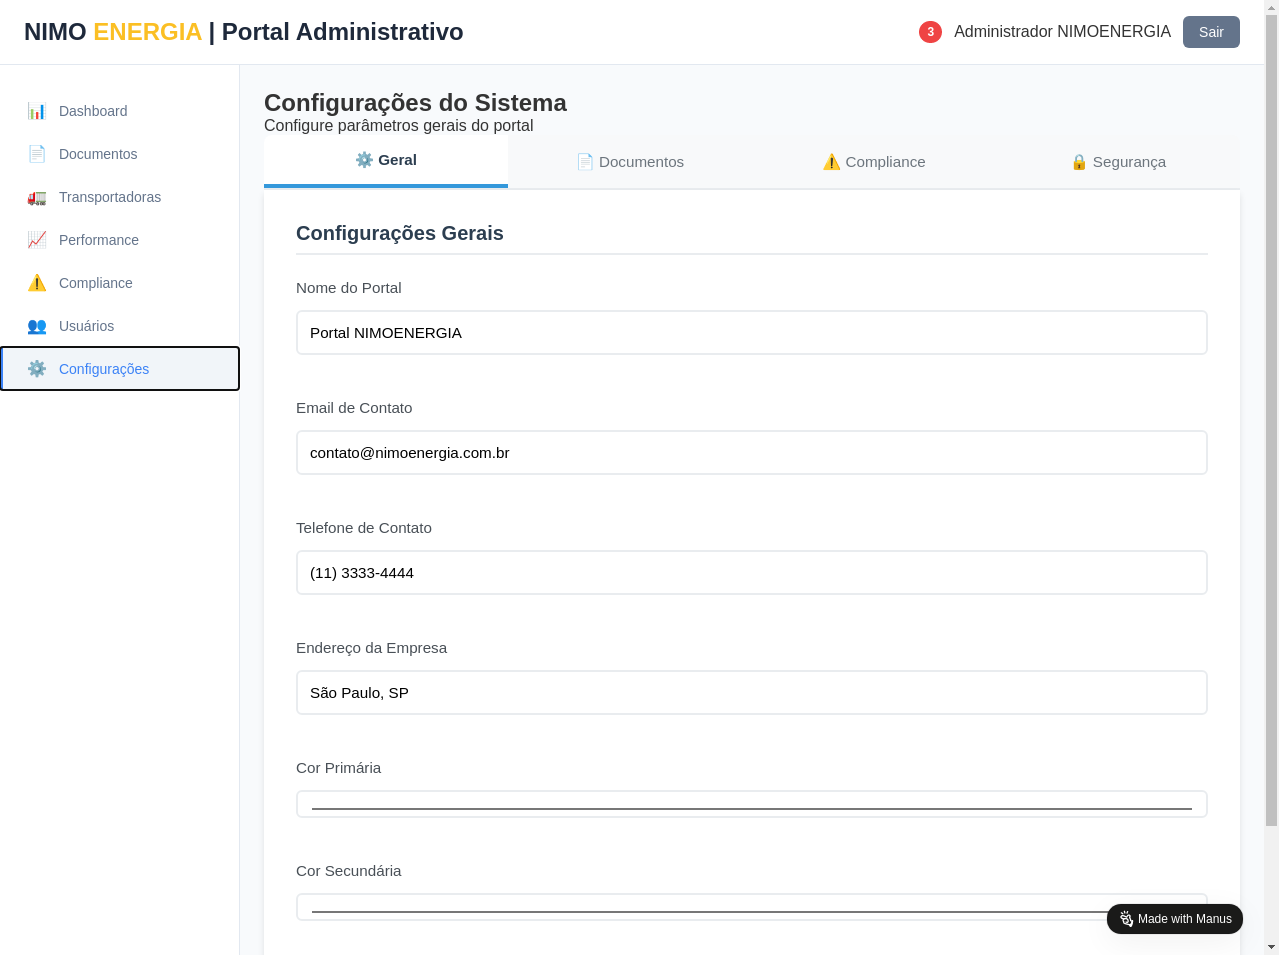 NIMO ENERGIA | Portal Administrativo
3
Administrador NIMOENERGIA
Sair
Dashboard
Documentos
Transportadoras
Performance
Compliance
Usuários
Configurações
Configurações do Sistema
Configure parâmetros gerais do portal
Geral
Documentos
Compliance
Segurança
Configurações Gerais
Nome do Portal
Portal NIMOENERGIA
Email de Contato
contato@nimoenergia.com.br
Telefone de Contato
(11) 3333-4444
Endereço da Empresa
São Paulo, SP
Cor Primária
Cor Secundária
Made with Manus